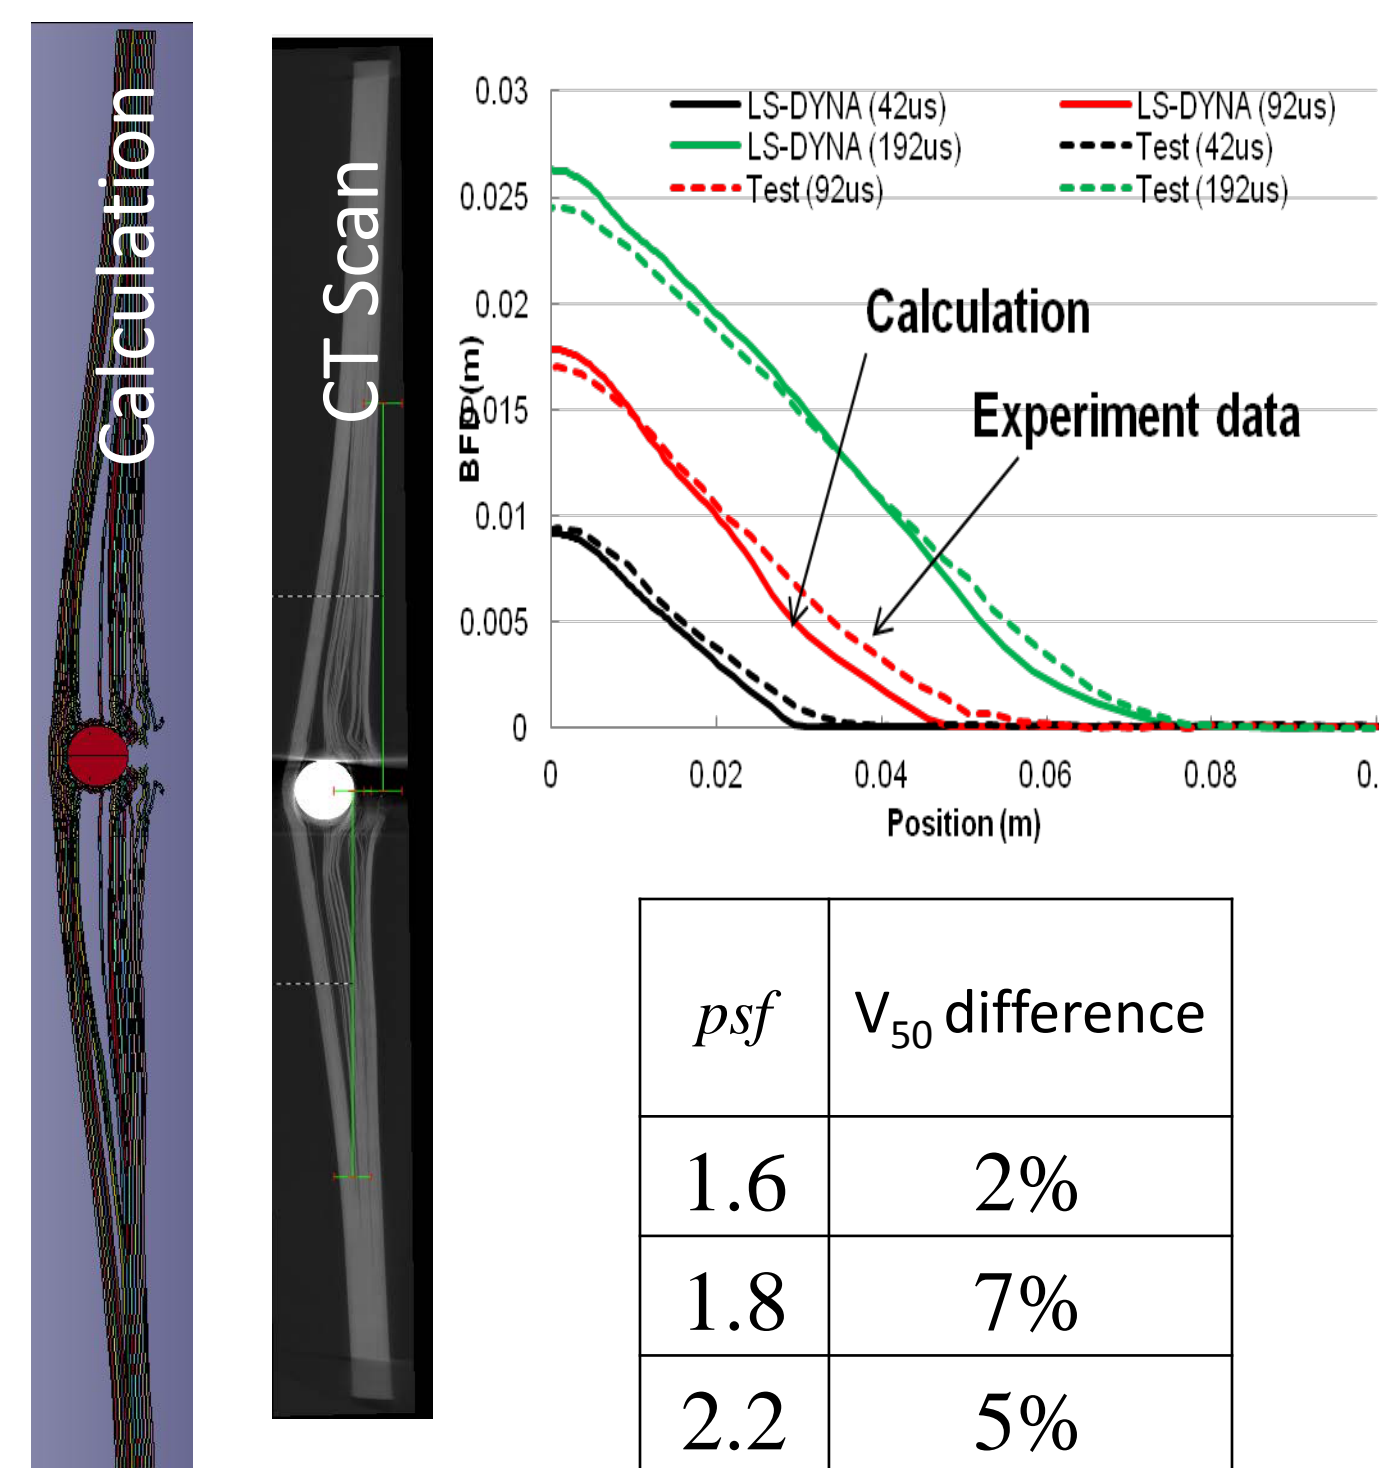 Calculation
CT Scan
0.03
0.025
0.02
0.015
0.01
0.005
0
BFD (m)
LS-DYNA (42us)
LS-DYNA (92us)
LS-DYNA (192us)
Test (42us)
Test (92us)
Test (192us)
Calculation
Experiment data
0 0.02 0.04 0.06 0.08 0.
Position (m)
psf V50 difference
1.6 2%
1.8 7%
2.2 5%